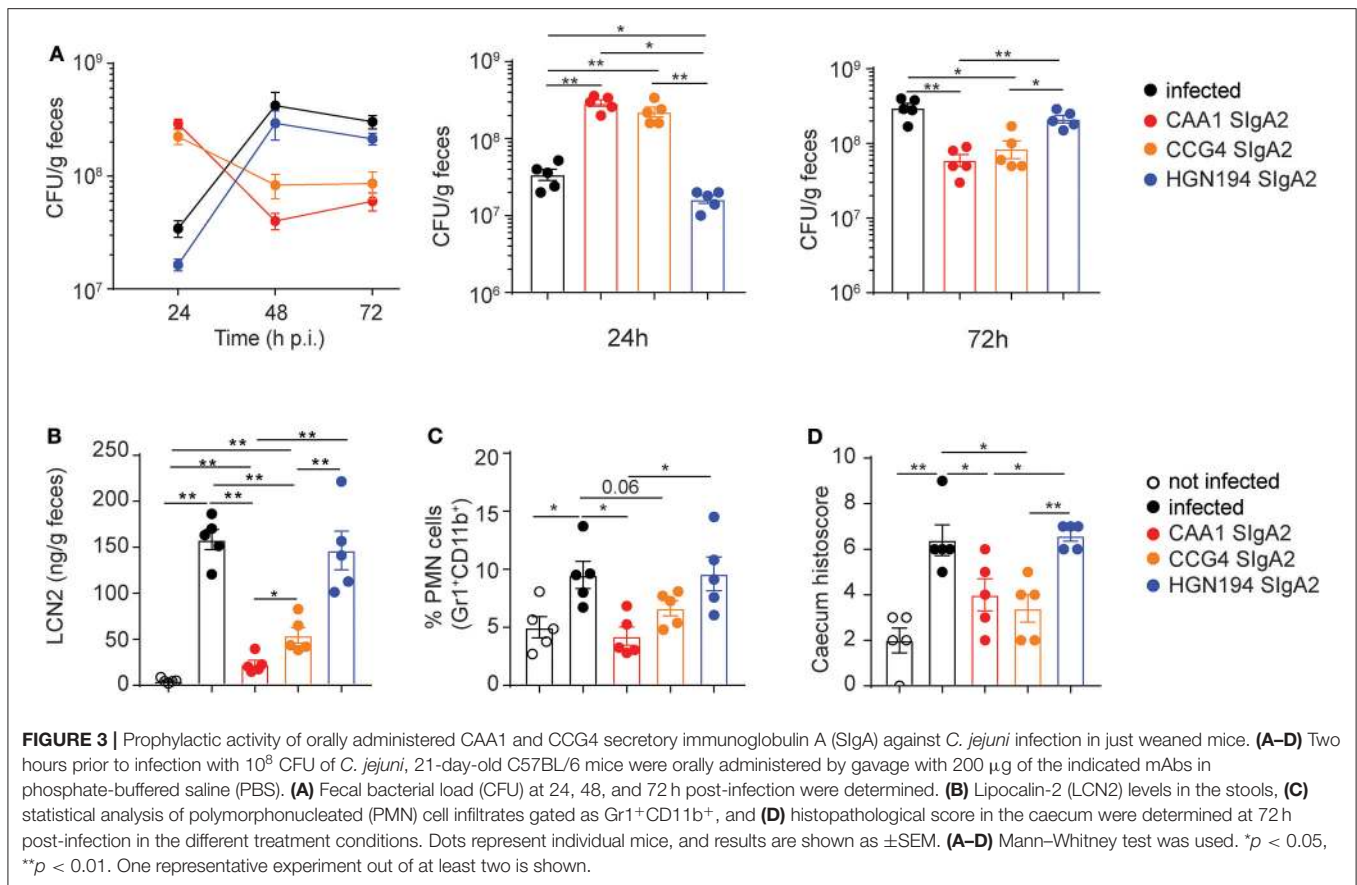 A
10⁹
10⁸
10⁷
CFU/g feces
24
48
72
Time (h p.i.)
10⁹
10⁸
10⁷
10⁶
CFU/g feces
*
*
**
**
**
24h
10⁹
10⁸
10⁷
10⁶
CFU/g feces
**
*
**
*
72h
infected
CAA1 SIgA2
CCG4 SIgA2
HGN194 SIgA2
B
250
200
150
100
50
0
LCN2 (ng/g feces)
**
**
**
**
**
**
**
*
C
20
15
10
5
0
% PMN cells
(Gr1⁺CD11b⁺)
*
0.06
*
*
D
10
8
6
4
2
0
Caecum histoscore
*
**
*
*
**
not infected
infected
CAA1 SIgA2
CCG4 SIgA2
HGN194 SIgA2
FIGURE 3 | Prophylactic activity of orally administered CAA1 and CCG4 secretory immunoglobulin A (SIgA) against C. jejuni infection in just weaned mice. (A–D) Two
hours prior to infection with 10⁸ CFU of C. jejuni, 21-day-old C57BL/6 mice were orally administered by gavage with 200 μg of the indicated mAbs in
phosphate-buffered saline (PBS). (A) Fecal bacterial load (CFU) at 24, 48, and 72 h post-infection were determined. (B) Lipocalin-2 (LCN2) levels in the stools, (C)
statistical analysis of polymorphonucleated (PMN) cell infiltrates gated as Gr1⁺CD11b⁺, and (D) histopathological score in the caecum were determined at 72 h
post-infection in the different treatment conditions. Dots represent individual mice, and results are shown as ±SEM. (A–D) Mann–Whitney test was used. *p < 0.05,
**p < 0.01. One representative experiment out of at least two is shown.